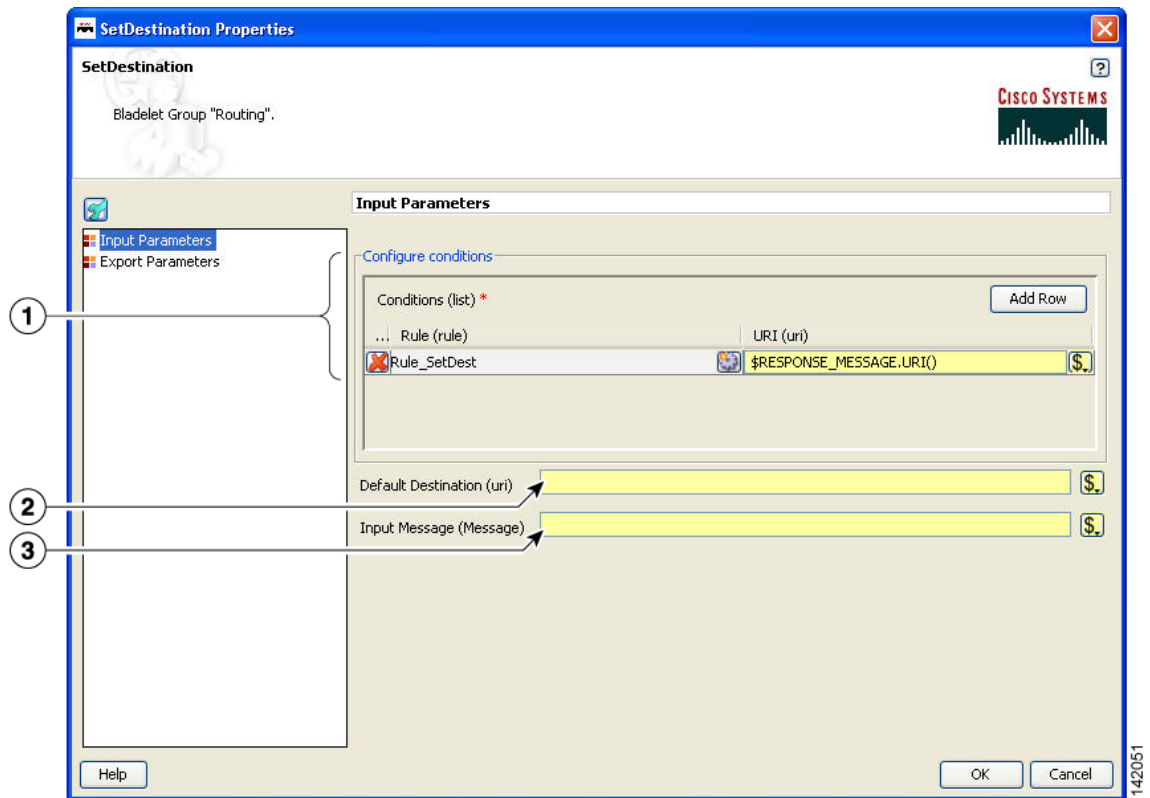 SetDestination Properties
SetDestination
?
Bladelet Group "Routing".
CISCO SYSTEMS
Input Parameters
Input Parameters
Export Parameters
Configure conditions
1
Conditions (list) *
Add Row
... Rule (rule) URI (uri)
Rule_SetDest $RESPONSE_MESSAGE.URI() $
2
Default Destination (uri) $
3
Input Message (Message) $
Help
OK
Cancel
142051